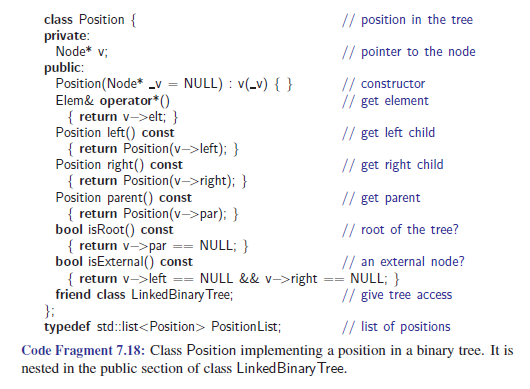 class Position { // position in the tree
private:
Node* v; // pointer to the node
public:
Position(Node* _v = NULL) : v(_v) { } // constructor
Elem& operator*() // get element
{ return v->elt; }
Position left() const // get left child
{ return Position(v->left); }
Position right() const // get right child
{ return Position(v->right); }
Position parent() const // get parent
{ return Position(v->par); }
bool isRoot() const // root of the tree?
{ return v->par == NULL; }
bool isExternal() const // an external node?
{ return v->left == NULL && v->right == NULL; }
friend class LinkedBinaryTree; // give tree access
};
typedef std::list<Position> PositionList; // list of positions
Code Fragment 7.18: Class Position implementing a position in a binary tree. It is
nested in the public section of class LinkedBinaryTree.